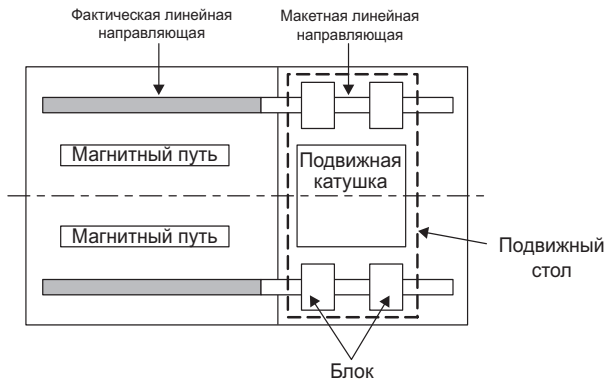 Фактическая линейная
направляющая
Макетная линейная
направляющая
Магнитный путь
Подвижная
катушка
Магнитный путь
Подвижный
стол
Блок